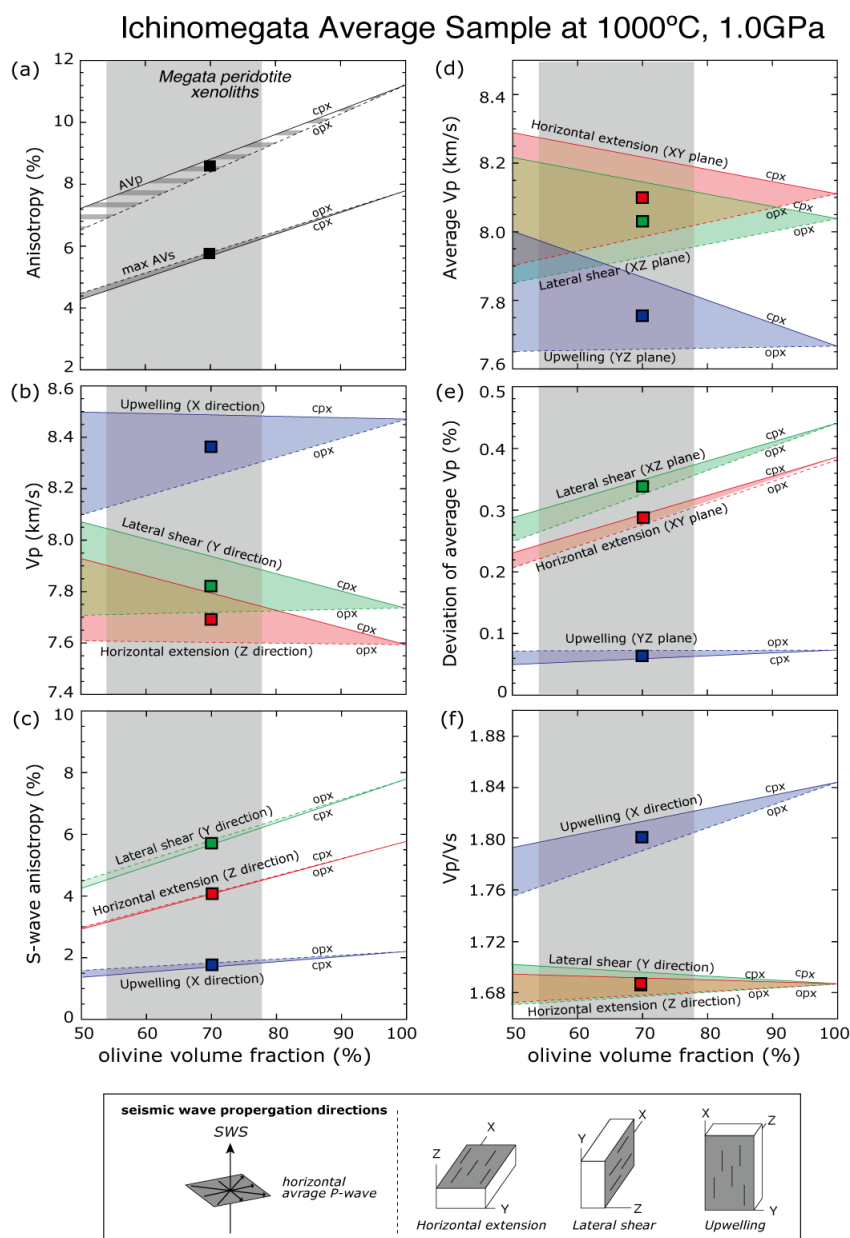 Ichinomegata Average Sample at 1000ºC, 1.0GPa
(a)
Megata peridotite
xenoliths
12
10
8
6
4
2
Anisotropy (%)
AVp
cpx
opx
max AVs
opx
cpx
(b)
8.6
8.4
8.2
8.0
7.8
7.6
7.4
Vp (km/s)
Upwelling (X direction)
cpx
opx
Lateral shear (Y direction)
cpx
opx
cpx
Horizontal extension (Z direction)
opx
(c)
10
8
6
4
2
0
S-wave anisotropy (%)
Lateral shear (Y direction)
opx
cpx
Horizontal extension (Z direction)
cpx
opx
opx
Upwelling (X direction)
cpx
50 60 70 80 90 100
olivine volume fraction (%)
(d)
8.4
8.2
8.0
7.8
7.6
Average Vp (km/s)
Horizontal extension (XY plane)
cpx
cpx
opx
opx
Lateral shear (XZ plane)
cpx
Upwelling (YZ plane)
opx
(e)
0.5
0.4
0.3
0.2
0.1
0
Deviation of average Vp (%)
Lateral shear (XZ plane)
cpx
opx
cpx
opx
Horizontal extension (XY plane)
Upwelling (YZ plane)
opx
cpx
(f)
1.88
1.84
1.80
1.76
1.72
1.68
Vp/Vs
Upwelling (X direction)
cpx
opx
Lateral shear (Y direction)
cpx
cpx
opx
opx
Horizontal extension (Z direction)
50 60 70 80 90 100
olivine volume fraction (%)
seismic wave propergation directions
SWS
horizontal
avrage P-wave
X
Z
Y
Horizontal extension
X
Y
Z
Lateral shear
X
Z
Y
Upwelling